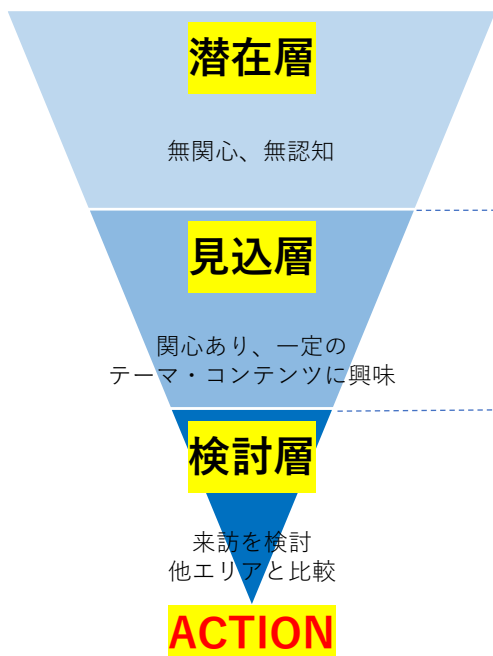 潜在層
無関心、無認知
見込層
関心あり、一定の
テーマ・コンテンツに興味
検討層
来訪を検討
他エリアと比較
ACTION